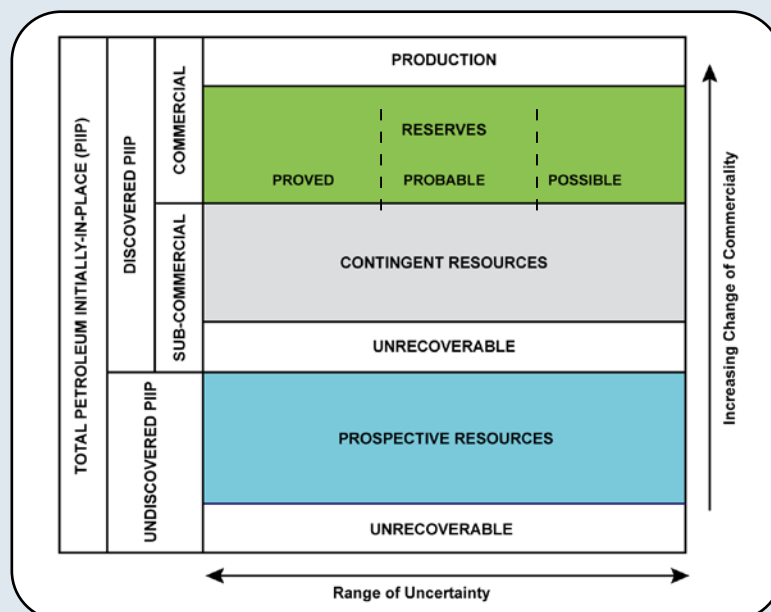 TOTAL PETROLEUM INITIALLY-IN-PLACE (PIIP)
DISCOVERED PIIP
UNDISCOVERED PIIP
COMMERCIAL
SUB-COMMERCIAL
PRODUCTION
RESERVES
PROVED PROBABLE POSSIBLE
CONTINGENT RESOURCES
UNRECOVERABLE
PROSPECTIVE RESOURCES
UNRECOVERABLE
Increasing Change of Commerciality
Range of Uncertainty